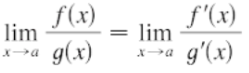 lim x→a f(x)/g(x) = lim x→a f'(x)/g'(x)